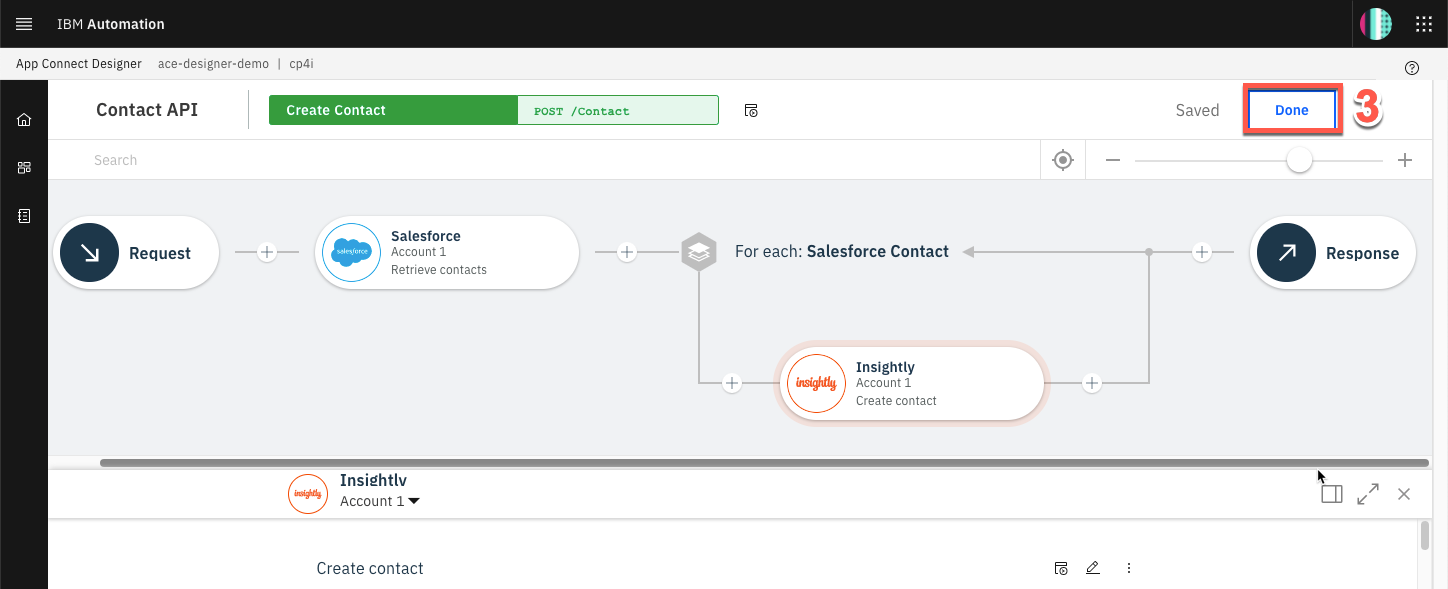 IBM Automation
App Connect Designer ace-designer-demo | cp4i
Contact API
Create Contact
POST /Contact
Saved
Done
3
Search
Request
salesforce
Salesforce
Account 1
Retrieve contacts
For each: Salesforce Contact
Response
insightly
Insightly
Account 1
Create contact
insightly
Insightly
Account 1
Create contact